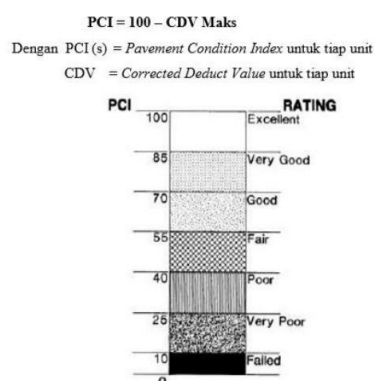 PCI = 100 – CDV Maks
Dengan PCI (s) = Pavement Condition Index untuk tiap unit
CDV = Corrected Deduct Value untuk tiap unit
PCI RATING
100 Excellent
85 Very Good
70 Good
55 Fair
40 Poor
25 Very Poor
10 Failed
0